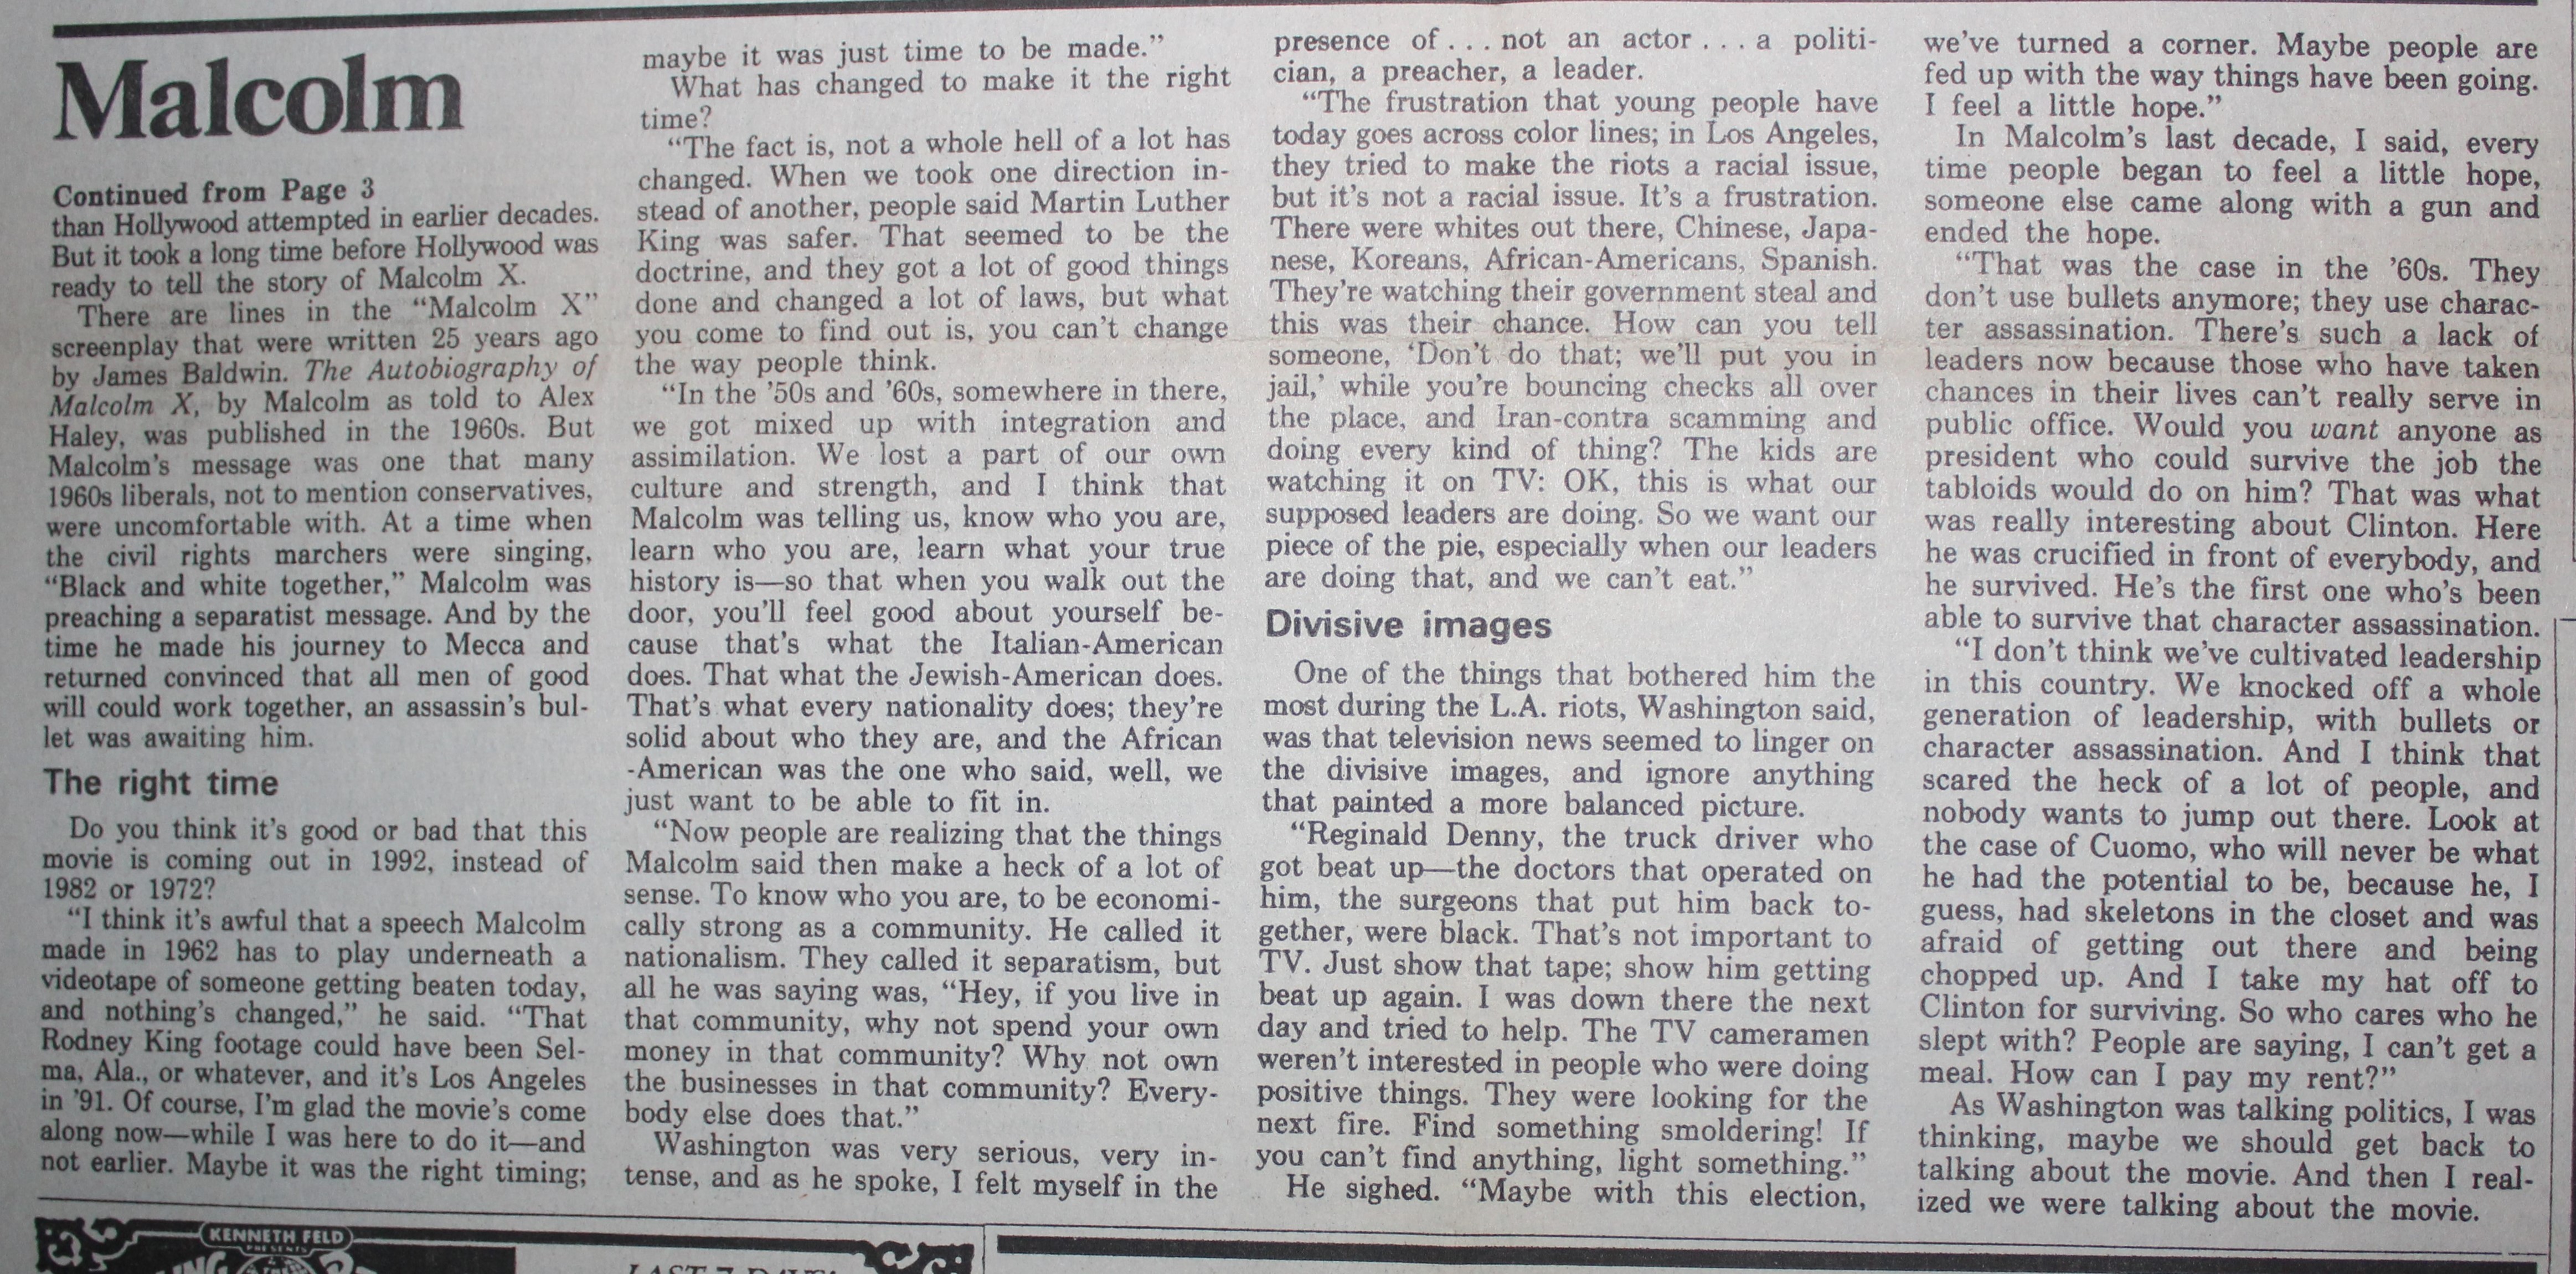 Malcolm
Continued from Page 3
than Hollywood attempted in earlier decades.
But it took a long time before Hollywood was
ready to tell the story of Malcolm X.
There are lines in the “Malcolm X”
screenplay that were written 25 years ago
by James Baldwin. The Autobiography of
Malcolm X, by Malcolm as told to Alex
Haley, was published in the 1960s. But
Malcolm’s message was one that many
1960s liberals, not to mention conservatives,
were uncomfortable with. At a time when
the civil rights marchers were singing,
“Black and white together,” Malcolm was
preaching a separatist message. And by the
time he made his journey to Mecca and
returned convinced that all men of good
will could work together, an assassin’s bul-
let was awaiting him.
The right time
Do you think it’s good or bad that this
movie is coming out in 1992, instead of
1982 or 1972?
“I think it’s awful that a speech Malcolm
made in 1962 has to play underneath a
videotape of someone getting beaten today,
and nothing’s changed,” he said. “That
Rodney King footage could have been Sel-
ma, Ala., or whatever, and it’s Los Angeles
in ’91. Of course, I’m glad the movie’s come
along now—while I was here to do it—and
not earlier. Maybe it was the right timing;
maybe it was just time to be made.”
What has changed to make it the right
time?
“The fact is, not a whole hell of a lot has
changed. When we took one direction in-
stead of another, people said Martin Luther
King was safer. That seemed to be the
doctrine, and they got a lot of good things
done and changed a lot of laws, but what
you come to find out is, you can’t change
the way people think.
“In the ’50s and ’60s, somewhere in there,
we got mixed up with integration and
assimilation. We lost a part of our own
culture and strength, and I think that
Malcolm was telling us, know who you are,
learn who you are, learn what your true
history is—so that when you walk out the
door, you’ll feel good about yourself be-
cause that’s what the Italian-American
does. That what the Jewish-American does.
That’s what every nationality does; they’re
solid about who they are, and the African
-American was the one who said, well, we
just want to be able to fit in.
“Now people are realizing that the things
Malcolm said then make a heck of a lot of
sense. To know who you are, to be economi-
cally strong as a community. He called it
nationalism. They called it separatism, but
all he was saying was, “Hey, if you live in
that community, why not spend your own
money in that community? Why not own
the businesses in that community? Every-
body else does that.”
Washington was very serious, very in-
tense, and as he spoke, I felt myself in the
presence of . . . not an actor . . . a politi-
cian, a preacher, a leader.
“The frustration that young people have
today goes across color lines; in Los Angeles,
they tried to make the riots a racial issue,
but it’s not a racial issue. It’s a frustration.
There were whites out there, Chinese, Japa-
nese, Koreans, African-Americans, Spanish.
They’re watching their government steal and
this was their chance. How can you tell
someone, ‘Don’t do that; we’ll put you in
jail,’ while you’re bouncing checks all over
the place, and Iran-contra scamming and
doing every kind of thing? The kids are
watching it on TV: OK, this is what our
supposed leaders are doing. So we want our
piece of the pie, especially when our leaders
are doing that, and we can’t eat.”
Divisive images
One of the things that bothered him the
most during the L.A. riots, Washington said,
was that television news seemed to linger on
the divisive images, and ignore anything
that painted a more balanced picture.
“Reginald Denny, the truck driver who
got beat up—the doctors that operated on
him, the surgeons that put him back to-
gether, were black. That’s not important to
TV. Just show that tape; show him getting
beat up again. I was down there the next
day and tried to help. The TV cameramen
weren’t interested in people who were doing
positive things. They were looking for the
next fire. Find something smoldering! If
you can’t find anything, light something.”
He sighed. “Maybe with this election,
we’ve turned a corner. Maybe people are
fed up with the way things have been going.
I feel a little hope.”
In Malcolm’s last decade, I said, every
time people began to feel a little hope,
someone else came along with a gun and
ended the hope.
“That was the case in the ’60s. They
don’t use bullets anymore; they use charac-
ter assassination. There’s such a lack of
leaders now because those who have taken
chances in their lives can’t really serve in
public office. Would you want anyone as
president who could survive the job the
tabloids would do on him? That was what
was really interesting about Clinton. Here
he was crucified in front of everybody, and
he survived. He’s the first one who’s been
able to survive that character assassination.
“I don’t think we’ve cultivated leadership
in this country. We knocked off a whole
generation of leadership, with bullets or
character assassination. And I think that
scared the heck of a lot of people, and
nobody wants to jump out there. Look at
the case of Cuomo, who will never be what
he had the potential to be, because he, I
guess, had skeletons in the closet and was
afraid of getting out there and being
chopped up. And I take my hat off to
Clinton for surviving. So who cares who he
slept with? People are saying, I can’t get a
meal. How can I pay my rent?”
As Washington was talking politics, I was
thinking, maybe we should get back to
talking about the movie. And then I real-
ized we were talking about the movie.
KENNETH FELD
PRESENTS